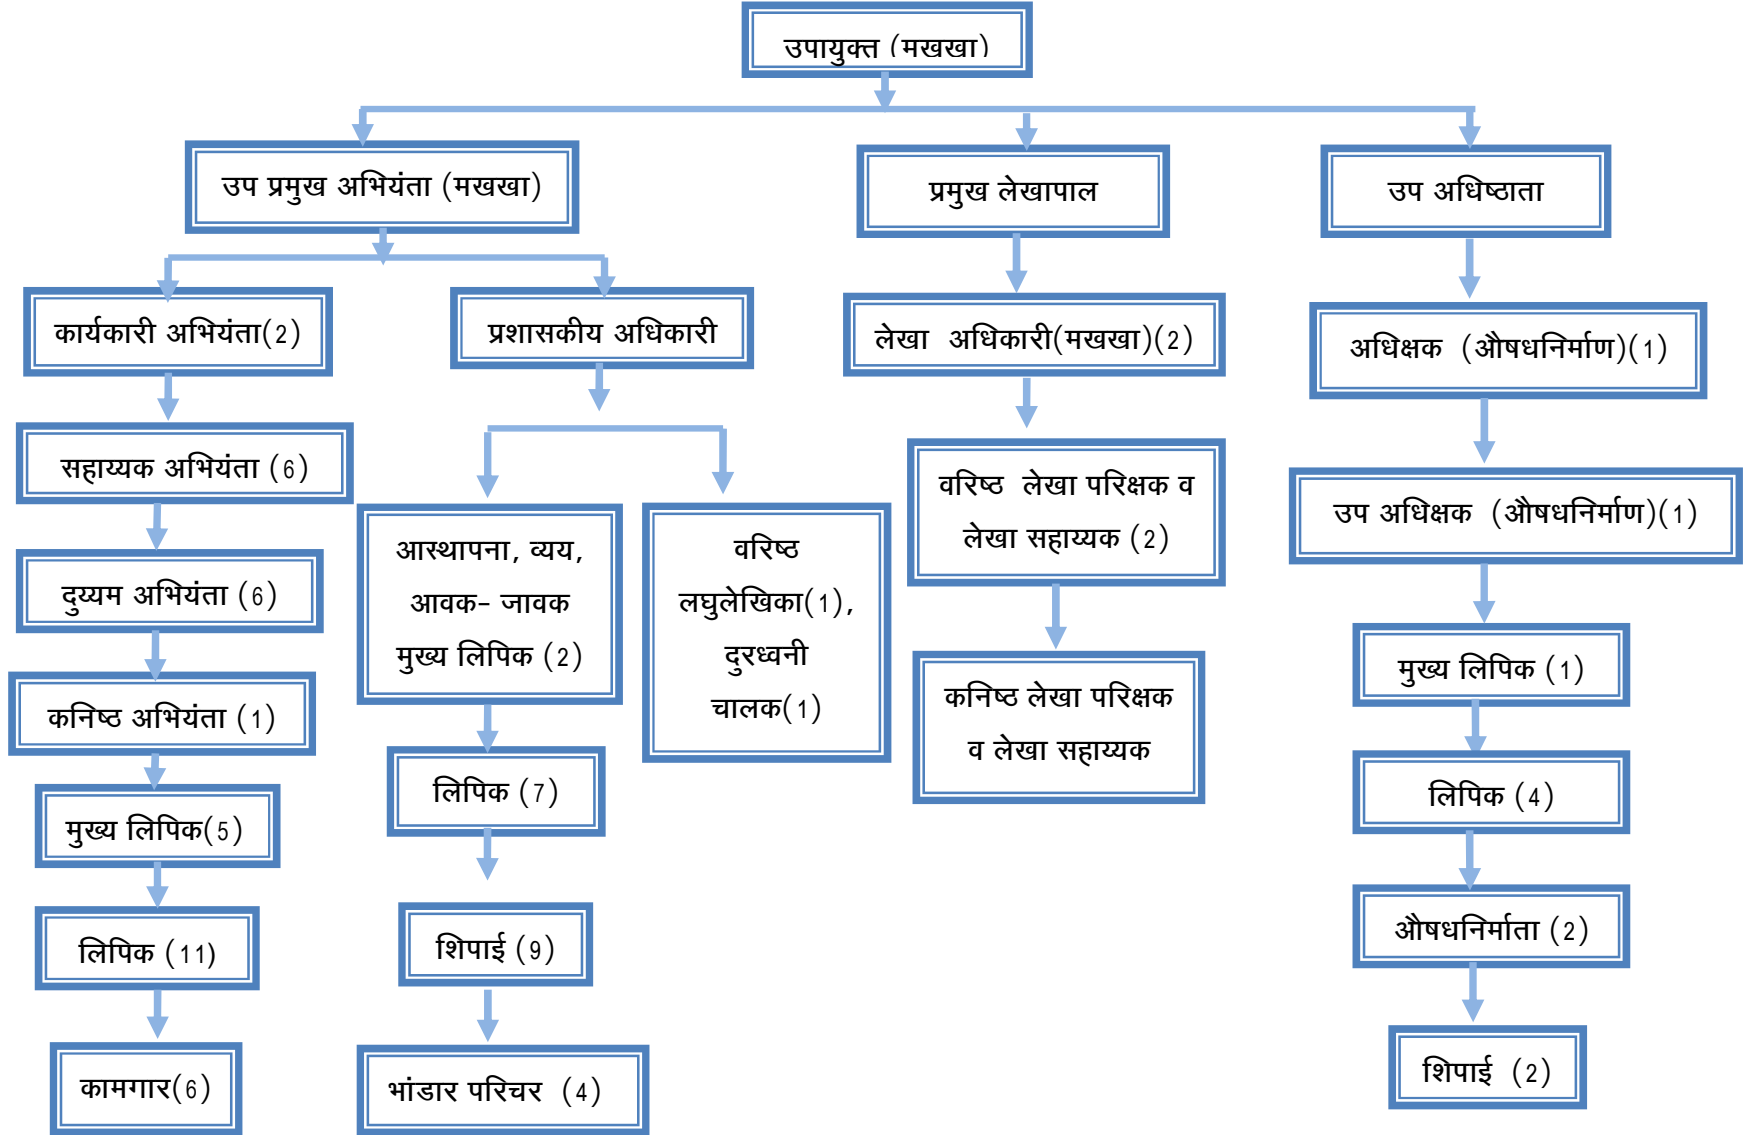 उपायुक्त (मखखा)
उप प्रमुख अभियंता (मखखा)
प्रमुख लेखापाल
उप अधिष्ठाता
कार्यकारी अभियंता(2)
प्रशासकीय अधिकारी
लेखा अधिकारी(मखखा)(2)
अधिक्षक (औषधनिर्माण)(1)
सहाय्यक अभियंता (6)
वरिष्ठ लेखा परिक्षक व
लेखा सहाय्यक (2)
उप अधिक्षक (औषधनिर्माण)(1)
आस्थापना, व्यय,
आवक- जावक
मुख्य लिपिक (2)
वरिष्ठ
लघुलेखिका(1),
दुरध्वनी
चालक(1)
दुय्यम अभियंता (6)
कनिष्ठ लेखा परिक्षक
व लेखा सहाय्यक
मुख्य लिपिक (1)
कनिष्ठ अभियंता (1)
लिपिक (7)
लिपिक (4)
मुख्य लिपिक(5)
लिपिक (11)
शिपाई (9)
औषधनिर्माता (2)
कामगार(6)
भांडार परिचर (4)
शिपाई (2)